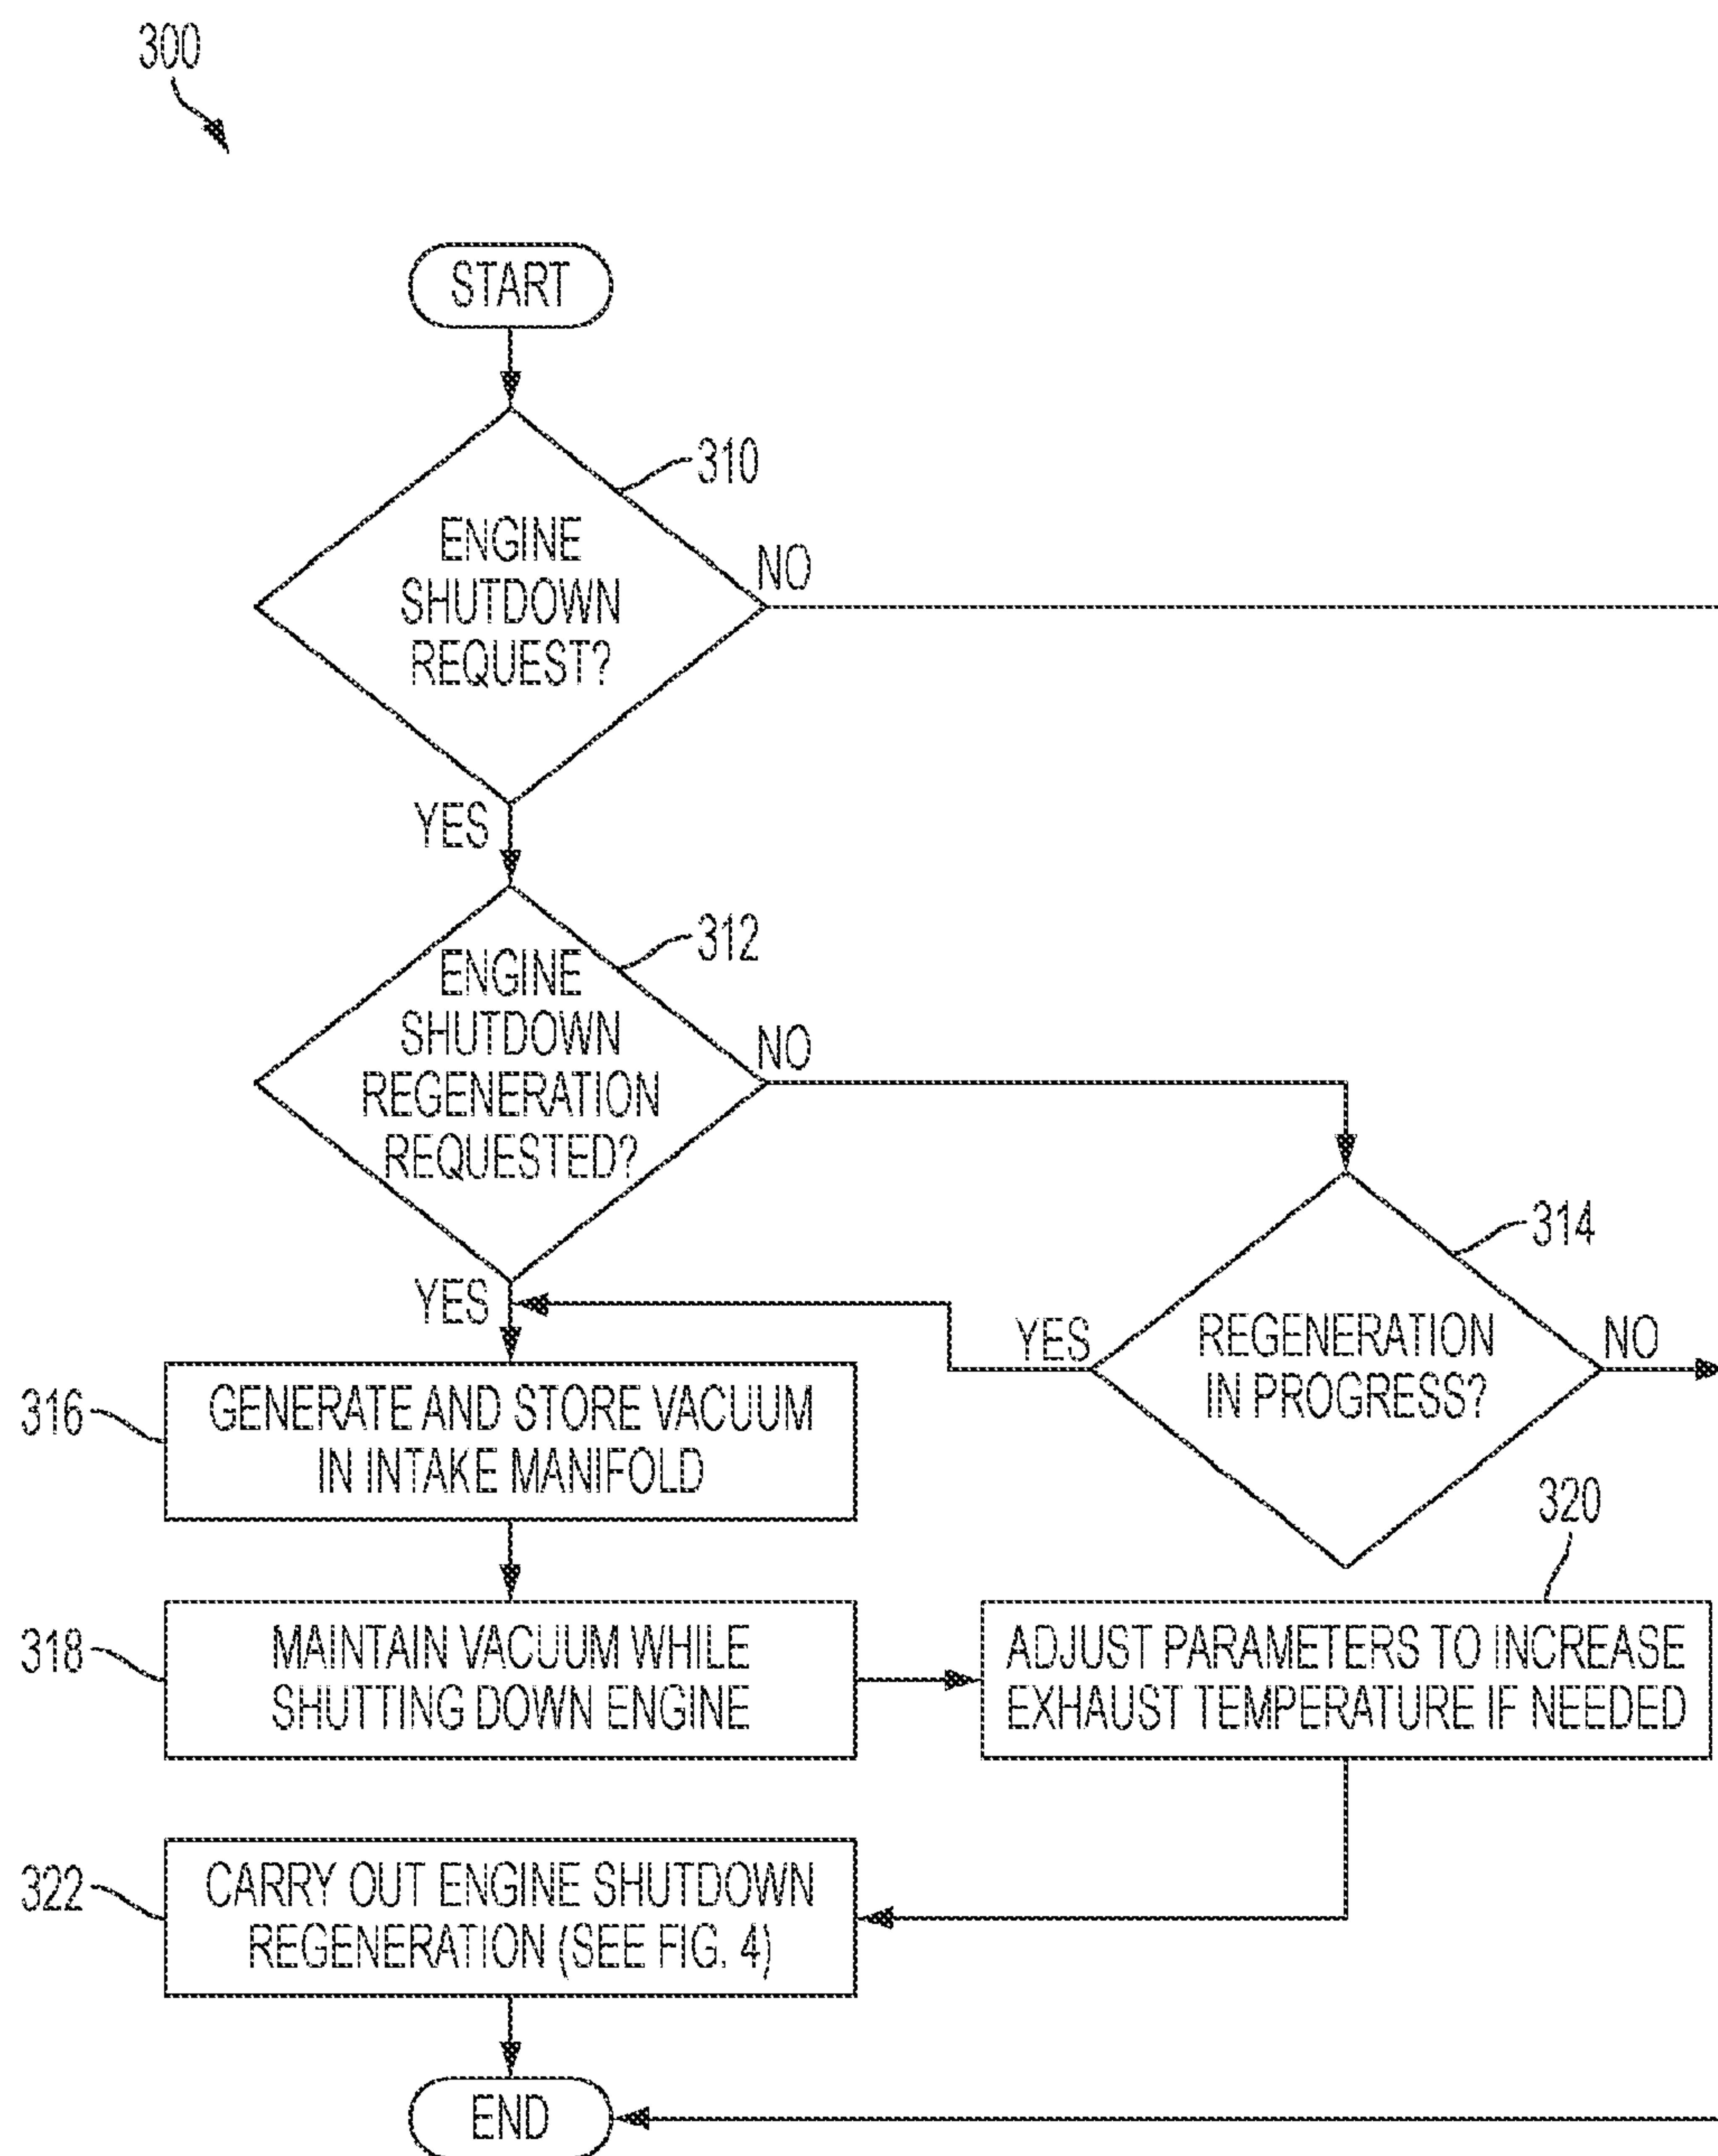 300
START
310
ENGINE
SHUTDOWN
REQUEST?
NO
YES
312
ENGINE
SHUTDOWN
REGENERATION
REQUESTED?
NO
YES
314
REGENERATION
IN PROGRESS?
YES
NO
316
GENERATE AND STORE VACUUM
IN INTAKE MANIFOLD
318
MAINTAIN VACUUM WHILE
SHUTTING DOWN ENGINE
320
ADJUST PARAMETERS TO INCREASE
EXHAUST TEMPERATURE IF NEEDED
322
CARRY OUT ENGINE SHUTDOWN
REGENERATION (SEE FIG. 4)
END